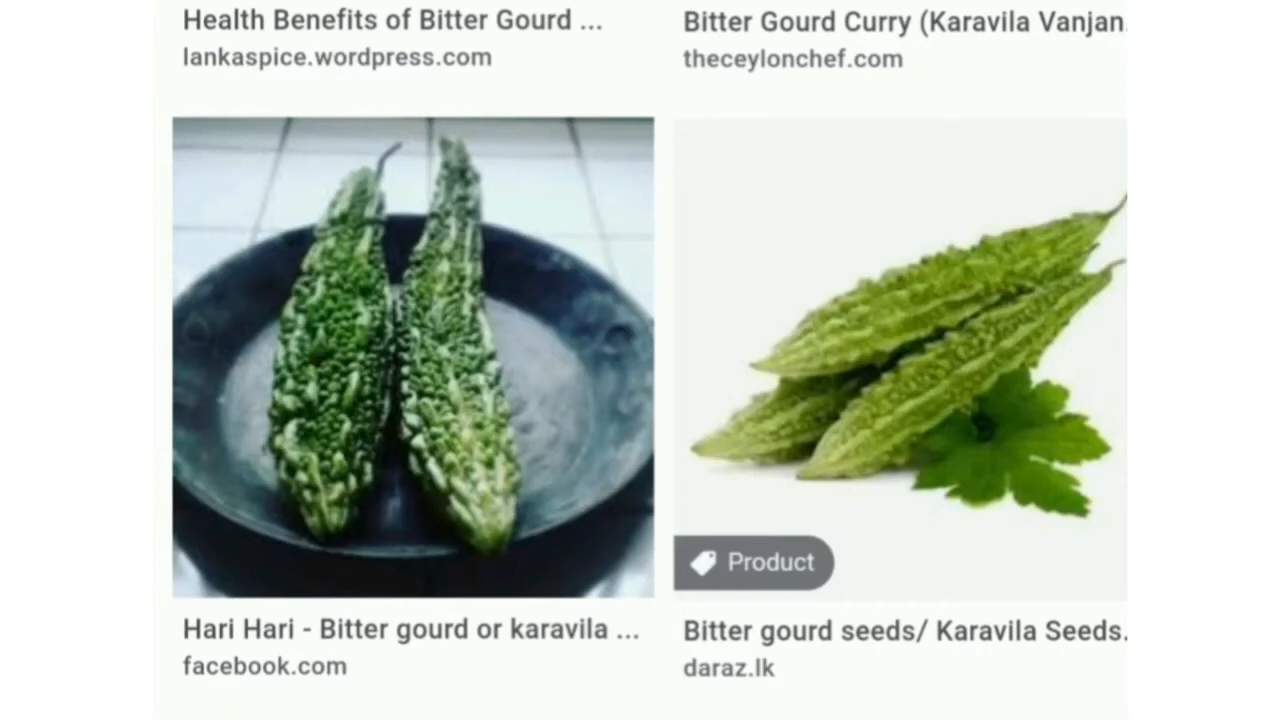 Health Benefits of Bitter Gourd ...
lankaspice.wordpress.com
Bitter Gourd Curry (Karavila Vanjan.
theceylonchef.com
Product
Hari Hari - Bitter gourd or karavila ...
facebook.com
Bitter gourd seeds/ Karavila Seeds.
daraz.lk